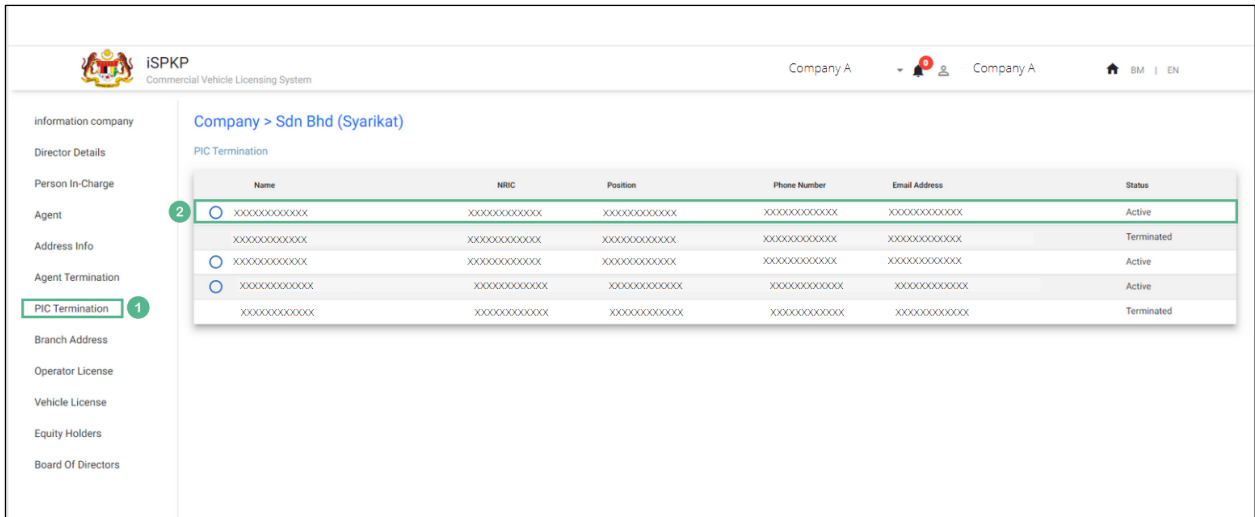 iSPKP
Commercial Vehicle Licensing System
Company A
0
Company A
BM | EN
information company
Director Details
Person In-Charge
Agent
Address Info
Agent Termination
PIC Termination 1
Branch Address
Operator License
Vehicle License
Equity Holders
Board Of Directors
Company > Sdn Bhd (Syarikat)
PIC Termination
Name NRIC Position Phone Number Email Address Status
2 XXXXXXXXXXXX XXXXXXXXXXXX XXXXXXXXXXXX XXXXXXXXXXXX XXXXXXXXXXXX Active
XXXXXXXXXXXX XXXXXXXXXXXX XXXXXXXXXXXX XXXXXXXXXXXX XXXXXXXXXXXX Terminated
XXXXXXXXXXXX XXXXXXXXXXXX XXXXXXXXXXXX XXXXXXXXXXXX XXXXXXXXXXXX Active
XXXXXXXXXXXX XXXXXXXXXXXX XXXXXXXXXXXX XXXXXXXXXXXX XXXXXXXXXXXX Active
XXXXXXXXXXXX XXXXXXXXXXXX XXXXXXXXXXXX XXXXXXXXXXXX XXXXXXXXXXXX Terminated